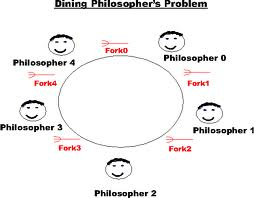 Dining Philosopher's Problem
Fork0
Philosopher 4
Philosopher 0
Fork4
Fork1
Philosopher 3
Philosopher 1
Fork3
Fork2
Philosopher 2